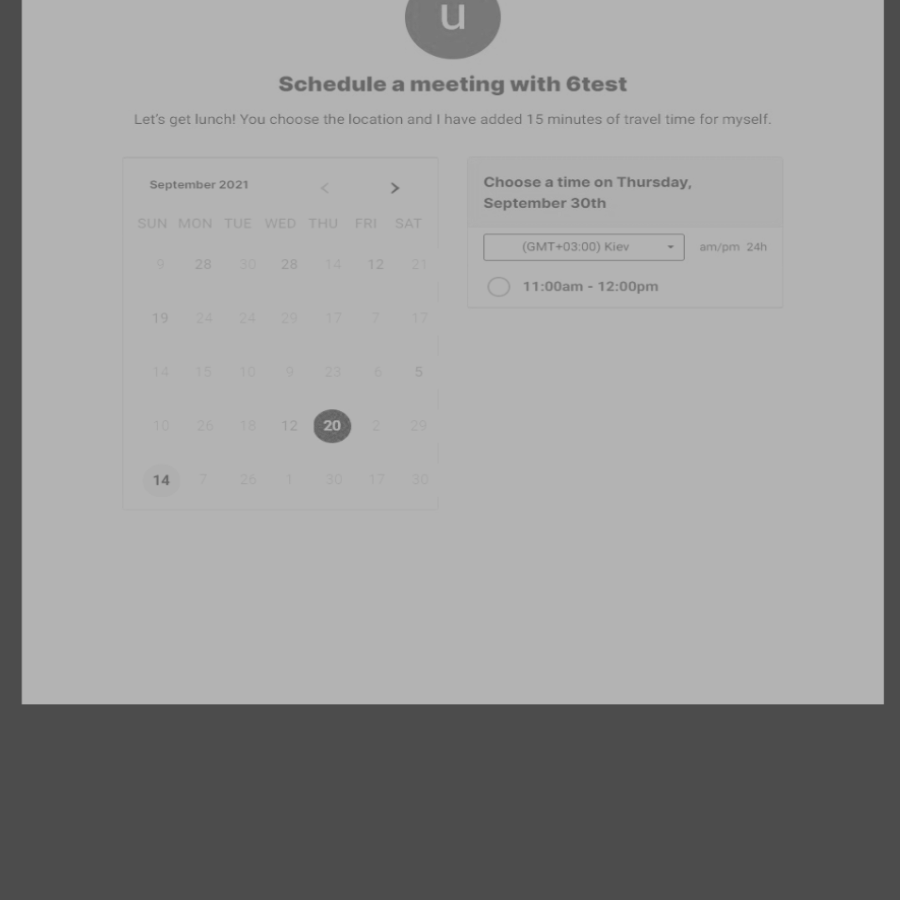 u
Schedule a meeting with 6test
Let's get lunch! You choose the location and I have added 15 minutes of travel time for myself.
September 2021 < >
SUN MON TUE WED THU FRI SAT
9 28 30 28 14 12 21
19 24 24 29 17 7 17
14 15 10 9 23 6 5
10 26 18 12 20 2 29
14 7 26 1 30 17 30
Choose a time on Thursday,
September 30th
(GMT+03:00) Kiev am/pm 24h
11:00am - 12:00pm